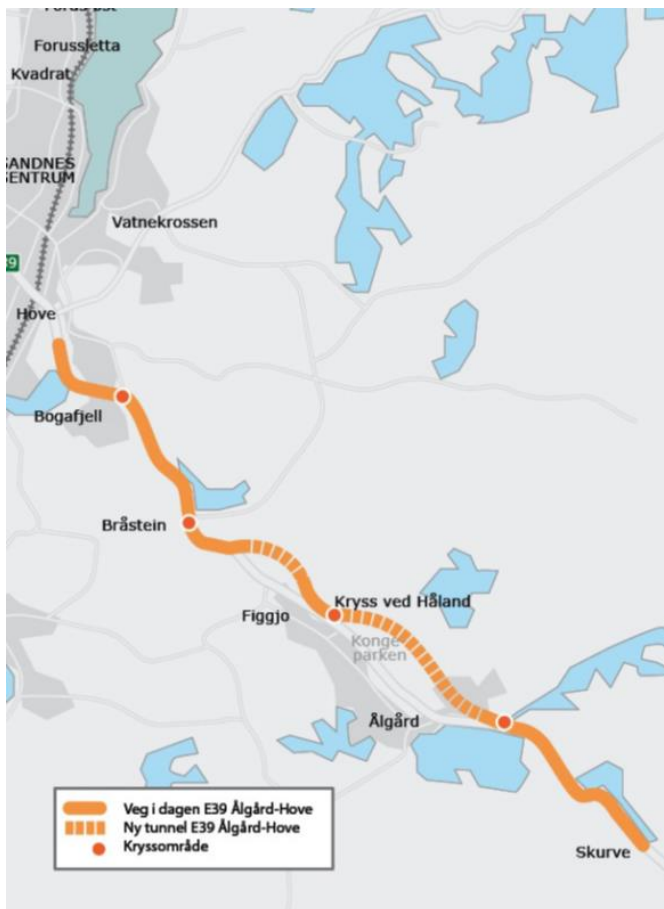 Forussletta
Kvadrat
SANDNES
SENTRUM
Vatnekrossen
Hove
Bogafjell
Bråstein
Kryss ved Håland
Figgjo
Konge
parken
Ålgård
Veg i dagen E39 Ålgård-Hove
Ny tunnel E39 Ålgård-Hove
Kryssområde
Skurve